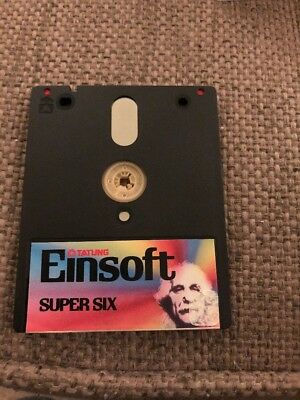 TATUNG
Einsoft
SUPER SIX